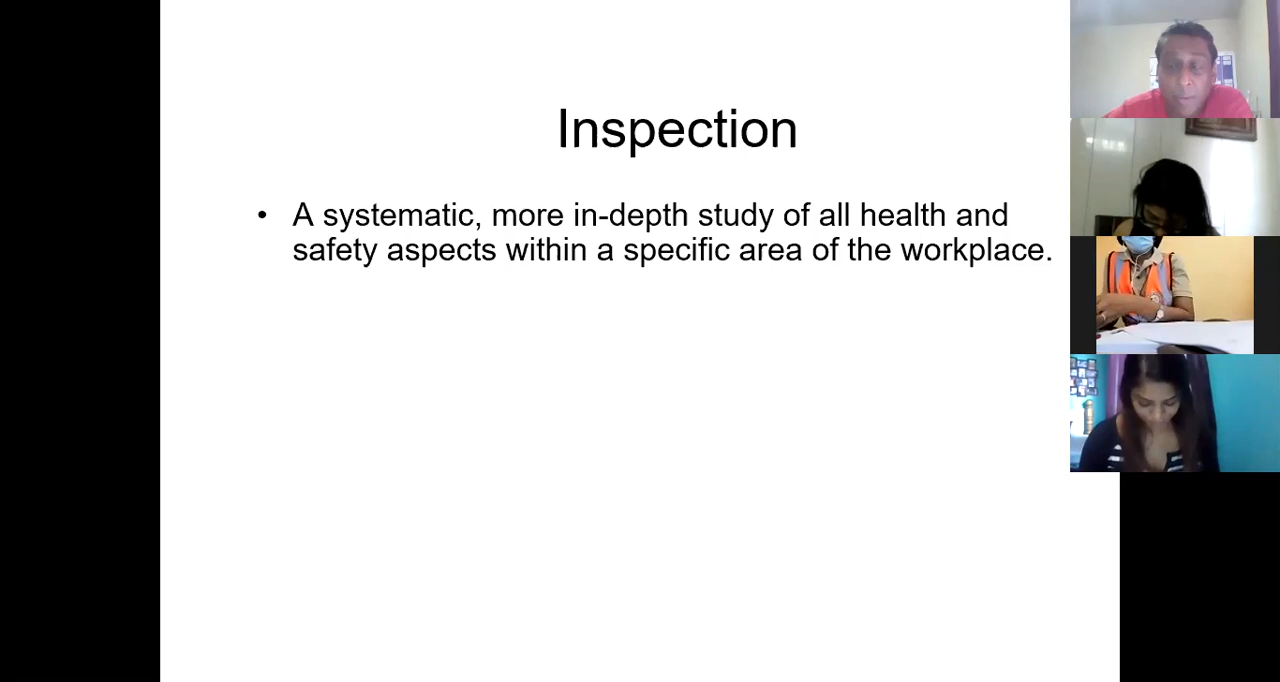 Inspection
• A systematic, more in-depth study of all health and
safety aspects within a specific area of the workplace.